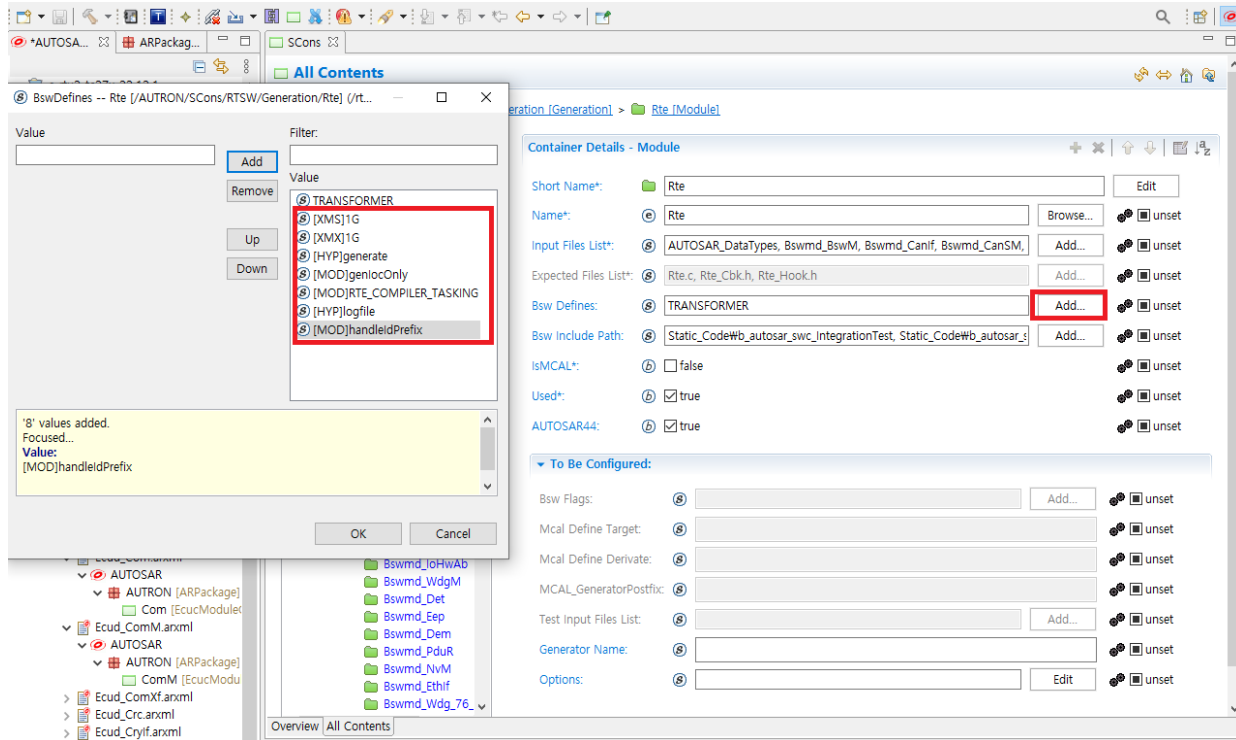 *AUTOSA...
ARPackag...
SCons
All Contents
BswDefines -- Rte [/AUTRON/SCons/RTSW/Generation/Rte] (/rt...
Value
Filter:
Add
Remove
Up
Down
Value
TRANSFORMER
[XMS]1G
[XMX]1G
[HYP]generate
[MOD]genIocOnly
[MOD]RTE_COMPILER_TASKING
[HYP]logfile
[MOD]handleIdPrefix
'8' values added.
Focused...
Value:
[MOD]handleIdPrefix
OK
Cancel
eration [Generation] > Rte [Module]
Container Details - Module
Short Name*: Rte Edit
Name*: Rte Browse... unset
Input Files List*: AUTOSAR_DataTypes, Bswmd_BswM, Bswmd_CanIf, Bswmd_CanSM, Add... unset
Expected Files List*: Rte.c, Rte_Cbk.h, Rte_Hook.h Add... unset
Bsw Defines: TRANSFORMER Add... unset
Bsw Include Path: Static_Code₩b_autosar_swc_IntegrationTest, Static_Code₩b_autosar_s Add... unset
IsMCAL*: false unset
Used*: true unset
AUTOSAR44: true unset
To Be Configured:
Bsw Flags: Add... unset
Mcal Define Target: unset
Mcal Define Derivate: unset
MCAL_GeneratorPostfix: unset
Test Input Files List: Add... unset
Generator Name: unset
Options: Edit unset
AUTOSAR
AUTRON [ARPackage]
Com [EcucModule
Ecud_ComM.arxml
AUTOSAR
AUTRON [ARPackage]
ComM [EcucModu
Ecud_ComXf.arxml
Ecud_Crc.arxml
Ecud_CryIf.arxml
Bswmd_IoHwAb
Bswmd_WdgM
Bswmd_Det
Bswmd_Eep
Bswmd_Dem
Bswmd_PduR
Bswmd_NvM
Bswmd_EthIf
Bswmd_Wdg_76_
Overview
All Contents